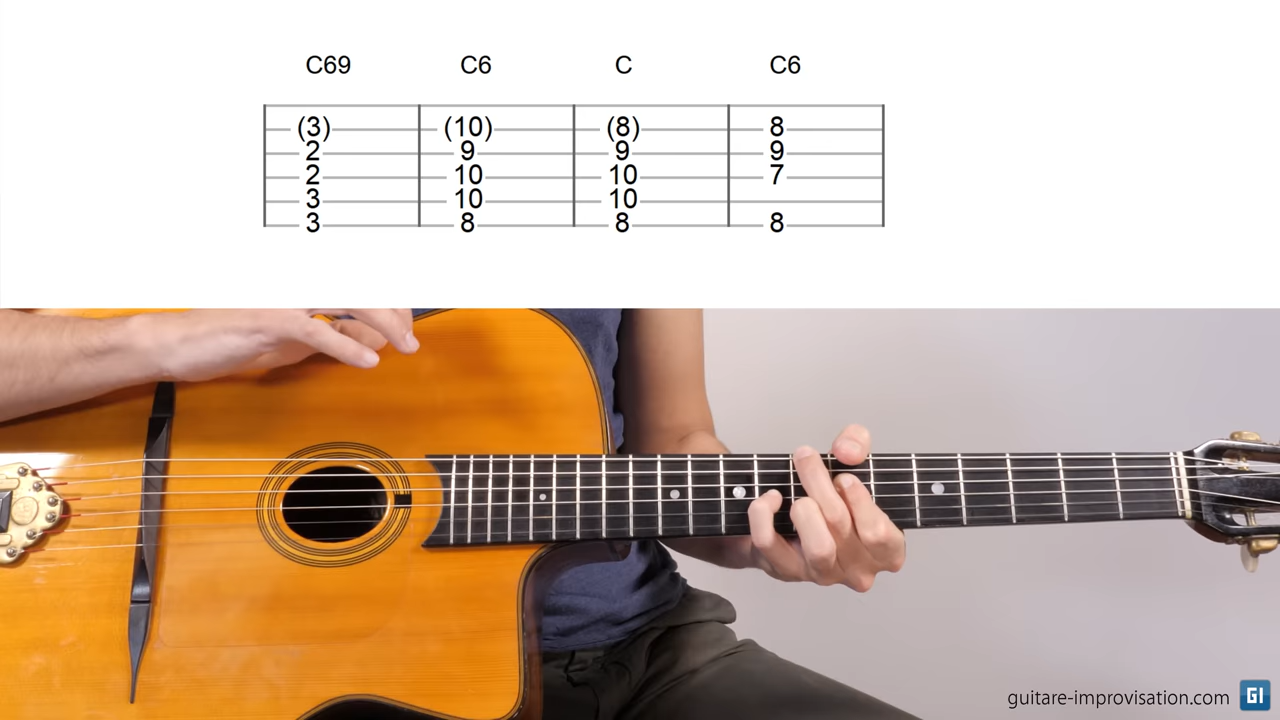 C69 C6 C C6
(3) (10) (8) 8
2 9 9 9
2 10 10 7
3 10 10
3 8 8 8
guitare-improvisation.com GI